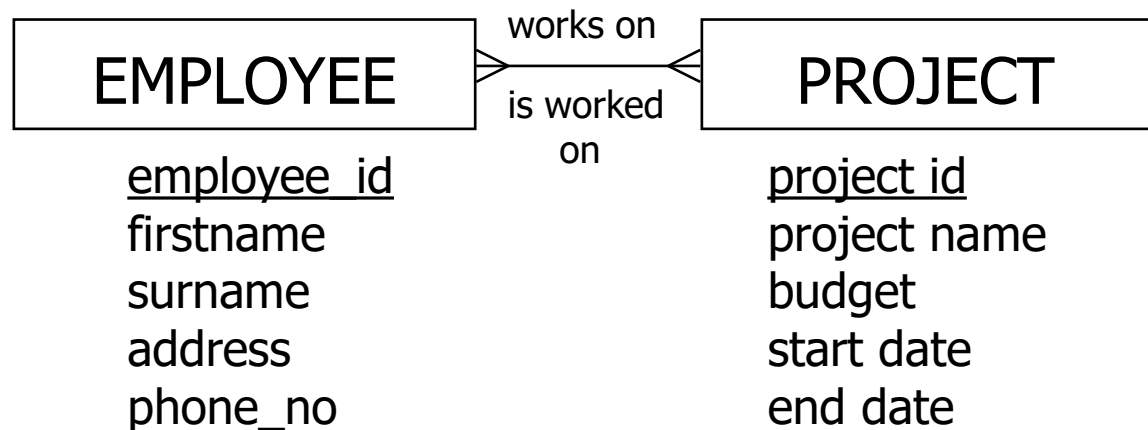 works on
EMPLOYEE
PROJECT
is worked
on
employee_id
firstname
surname
address
phone_no
project id
project name
budget
start date
end date